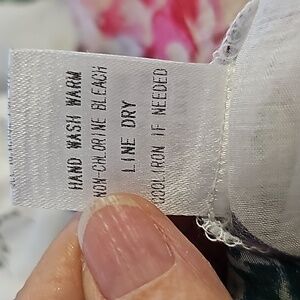 HAND WASH WARM
NON-CHLORINE BLEACH
LINE DRY
COOL IRON IF NEEDED